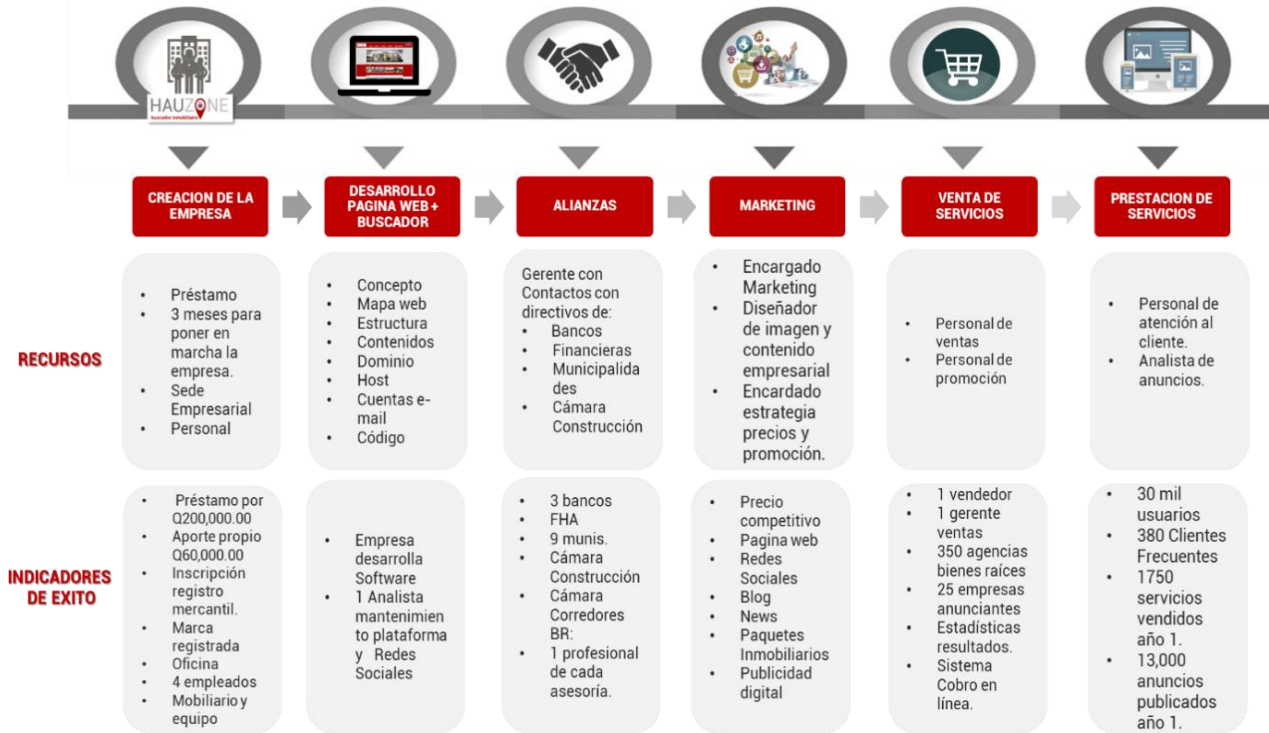 HAUZONE
Buscador Inmobiliario
CREACION DE LA
EMPRESA
DESARROLLO
PAGINA WEB +
BUSCADOR
ALIANZAS
MARKETING
VENTA DE
SERVICIOS
PRESTACION DE
SERVICIOS
RECURSOS
• Préstamo
• 3 meses para
poner en
marcha la
empresa.
• Sede
Empresarial
• Personal
• Concepto
• Mapa web
• Estructura
• Contenidos
• Dominio
• Host
• Cuentas e-
mail
• Código
Gerente con
Contactos con
directivos de:
• Bancos
• Financieras
• Municipalida
des
• Cámara
Construcción
• Encargado
Marketing
• Diseñador
de imagen y
contenido
empresarial
• Encardado
estrategia
precios y
promoción.
• Personal de
ventas
• Personal de
promoción
• Personal de
atención al
cliente.
• Analista de
anuncios.
INDICADORES
DE EXITO
• Préstamo por
Q200,000.00
• Aporte propio
Q60,000.00
• Inscripción
registro
mercantil.
• Marca
registrada
• Oficina
• 4 empleados
• Mobiliario y
equipo
• Empresa
desarrolla
Software
• 1 Analista
mantenimien
to plataforma
y Redes
Sociales
• 3 bancos
• FHA
• 9 munis.
• Cámara
Construcción
• Cámara
Corredores
BR:
• 1 profesional
de cada
asesoría.
• Precio
competitivo
• Pagina web
• Redes
Sociales
• Blog
• News
• Paquetes
Inmobiliarios
• Publicidad
digital
• 1 vendedor
• 1 gerente
ventas
• 350 agencias
bienes raíces
• 25 empresas
anunciantes
• Estadísticas
resultados.
• Sistema
Cobro en
línea.
• 30 mil
usuarios
• 380 Clientes
Frecuentes
• 1750
servicios
vendidos
año 1.
• 13,000
anuncios
publicados
año 1.